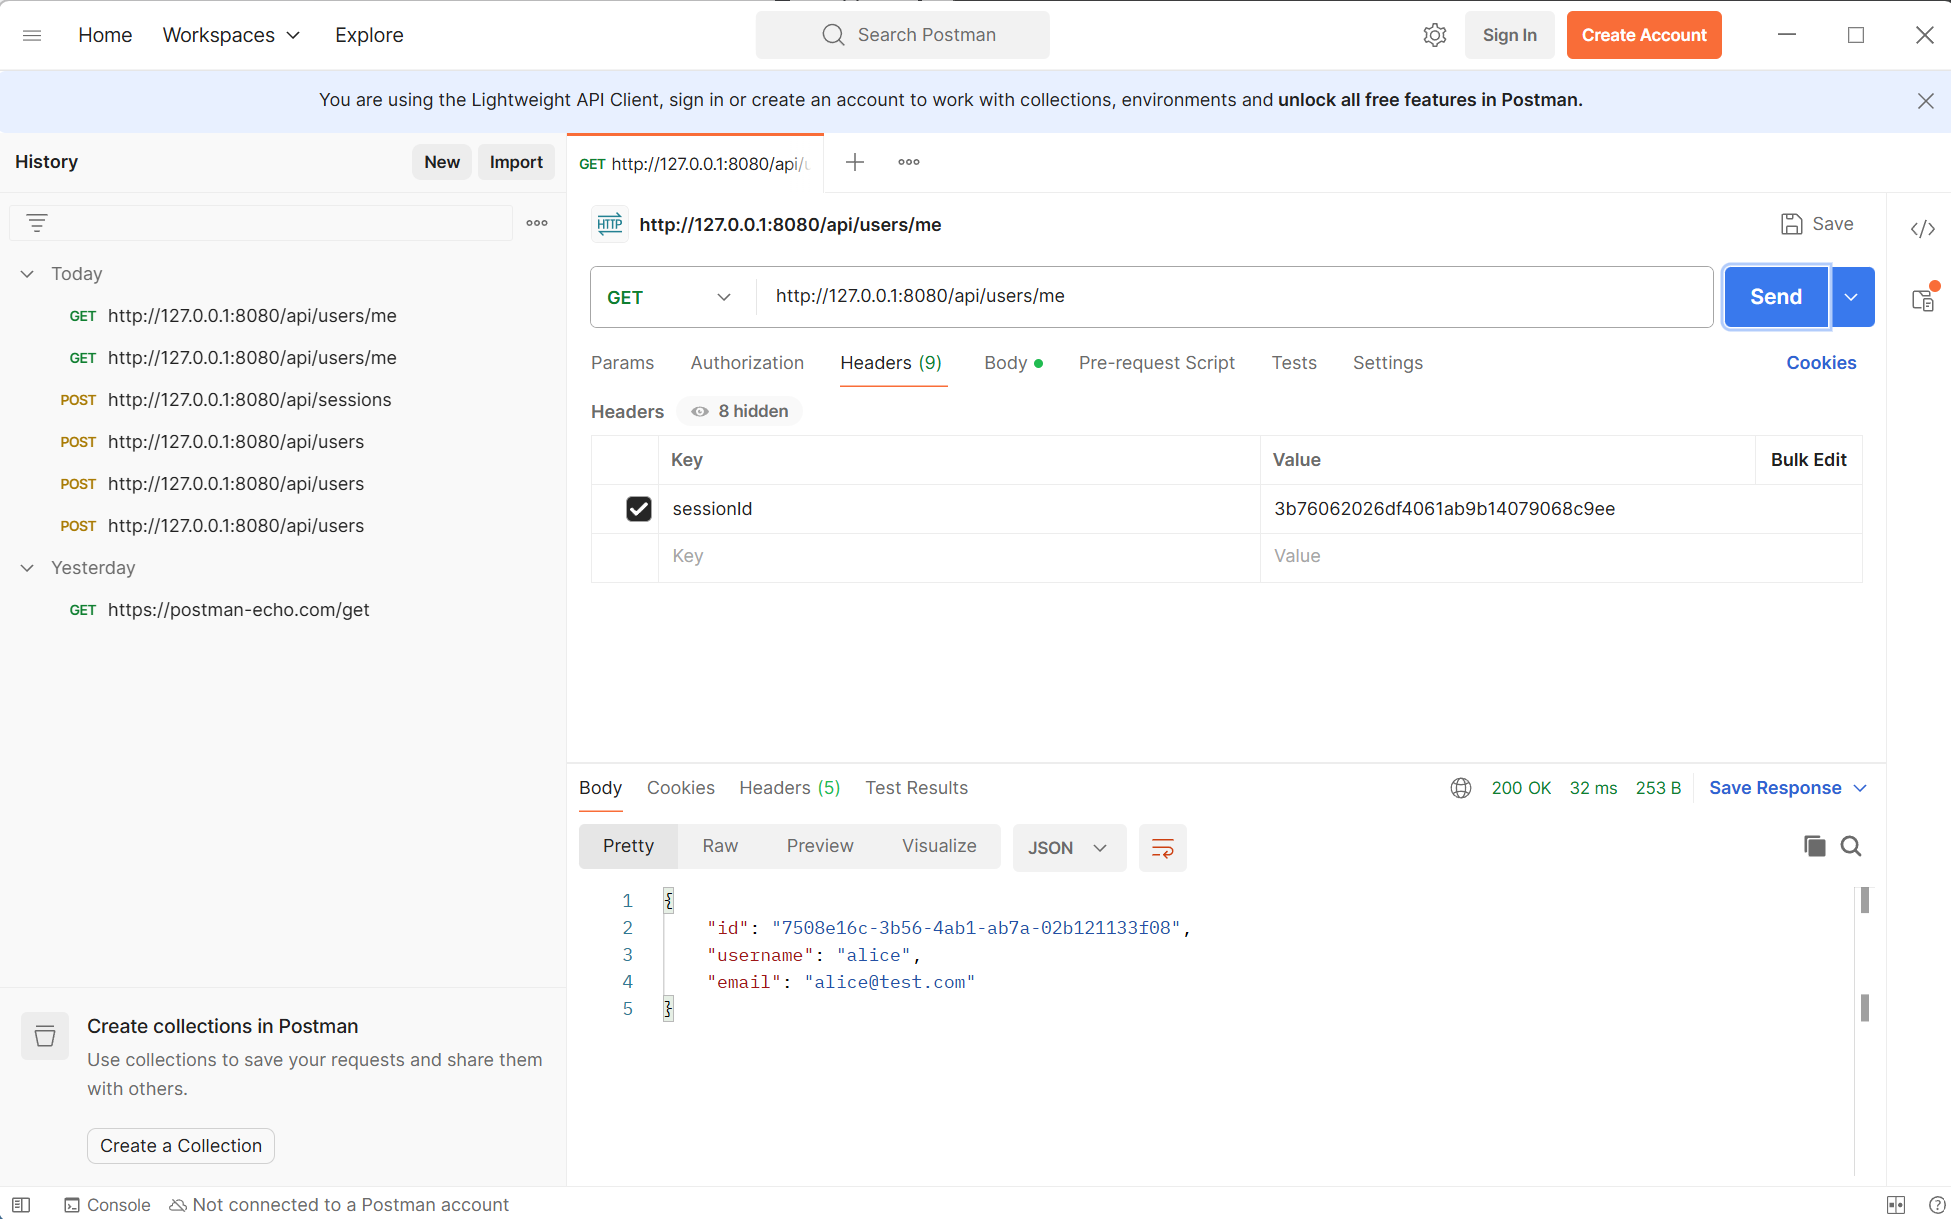 Home Workspaces Explore Search Postman Sign In Create Account
You are using the Lightweight API Client, sign in or create an account to work with collections, environments and unlock all free features in Postman.
History New Import
Today
GET http://127.0.0.1:8080/api/users/me
GET http://127.0.0.1:8080/api/users/me
POST http://127.0.0.1:8080/api/sessions
POST http://127.0.0.1:8080/api/users
POST http://127.0.0.1:8080/api/users
POST http://127.0.0.1:8080/api/users
Yesterday
GET https://postman-echo.com/get
Create collections in Postman
Use collections to save your requests and share them
with others.
Create a Collection
GET http://127.0.0.1:8080/api/
HTTP http://127.0.0.1:8080/api/users/me Save
GET http://127.0.0.1:8080/api/users/me Send
Params Authorization Headers (9) Body Pre-request Script Tests Settings Cookies
Headers 8 hidden
Key Value Bulk Edit
sessionId 3b76062026df4061ab9b14079068c9ee
Key Value
Body Cookies Headers (5) Test Results 200 OK 32 ms 253 B Save Response
Pretty Raw Preview Visualize JSON
1 {
2 "id": "7508e16c-3b56-4ab1-ab7a-02b121133f08",
3 "username": "alice",
4 "email": "alice@test.com"
5 }
Console Not connected to a Postman account